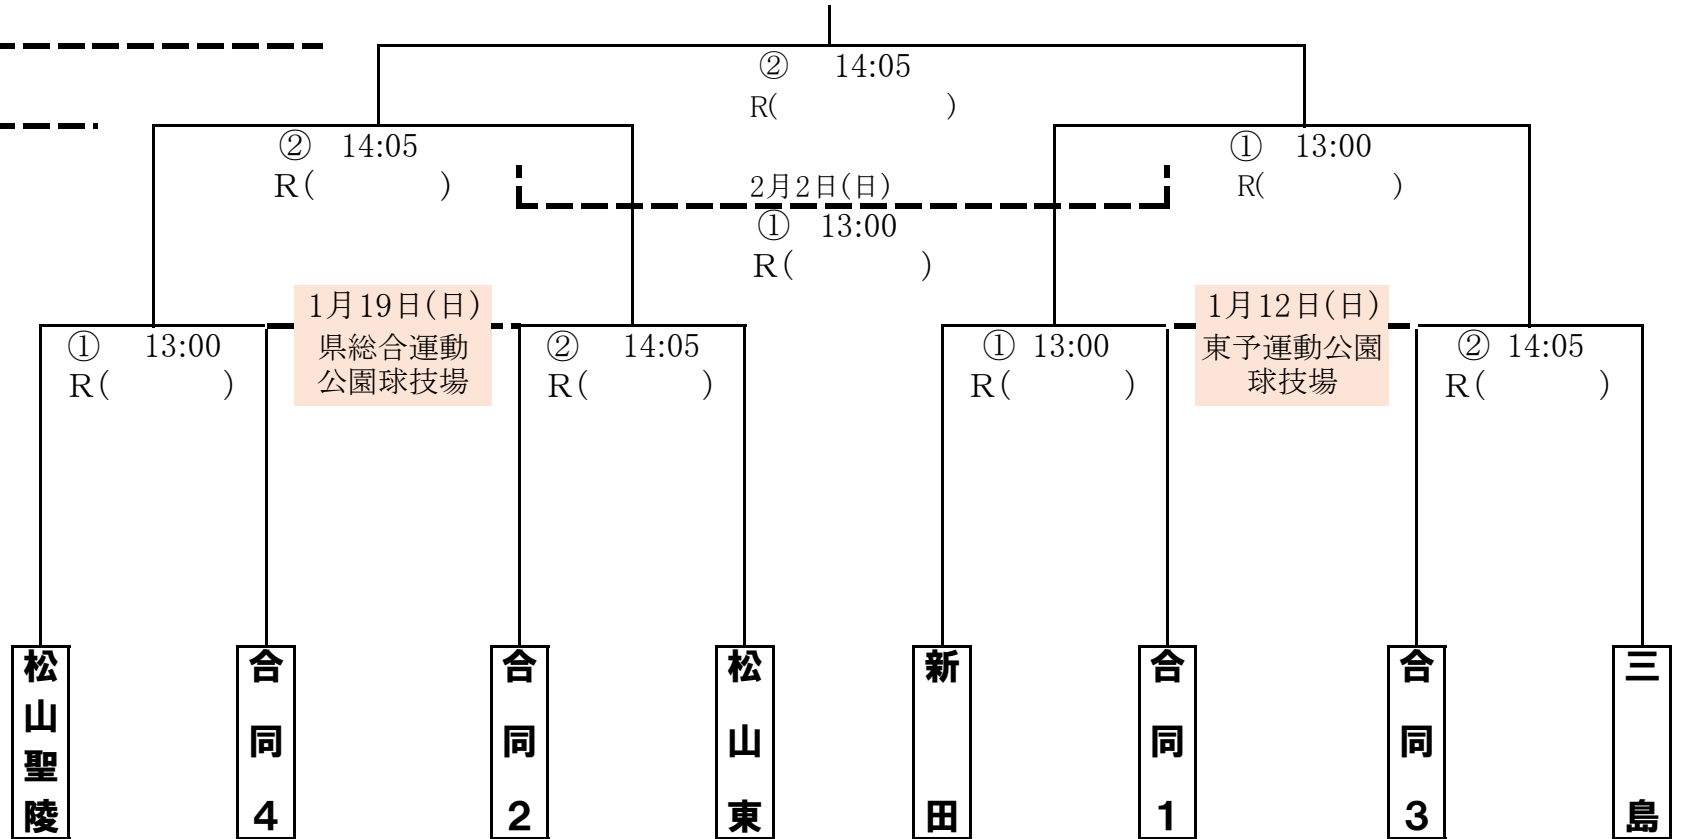 ② 14:05
R( )
② 14:05
R( )
① 13:00
R( )
2月2日(日)
① 13:00
R( )
1月19日(日)
県総合運動
公園球技場
1月12日(日)
東予運動公園
球技場
① 13:00
R( )
② 14:05
R( )
① 13:00
R( )
② 14:05
R( )
松山聖陵
合同4
合同2
松山東
新田
合同1
合同3
三島